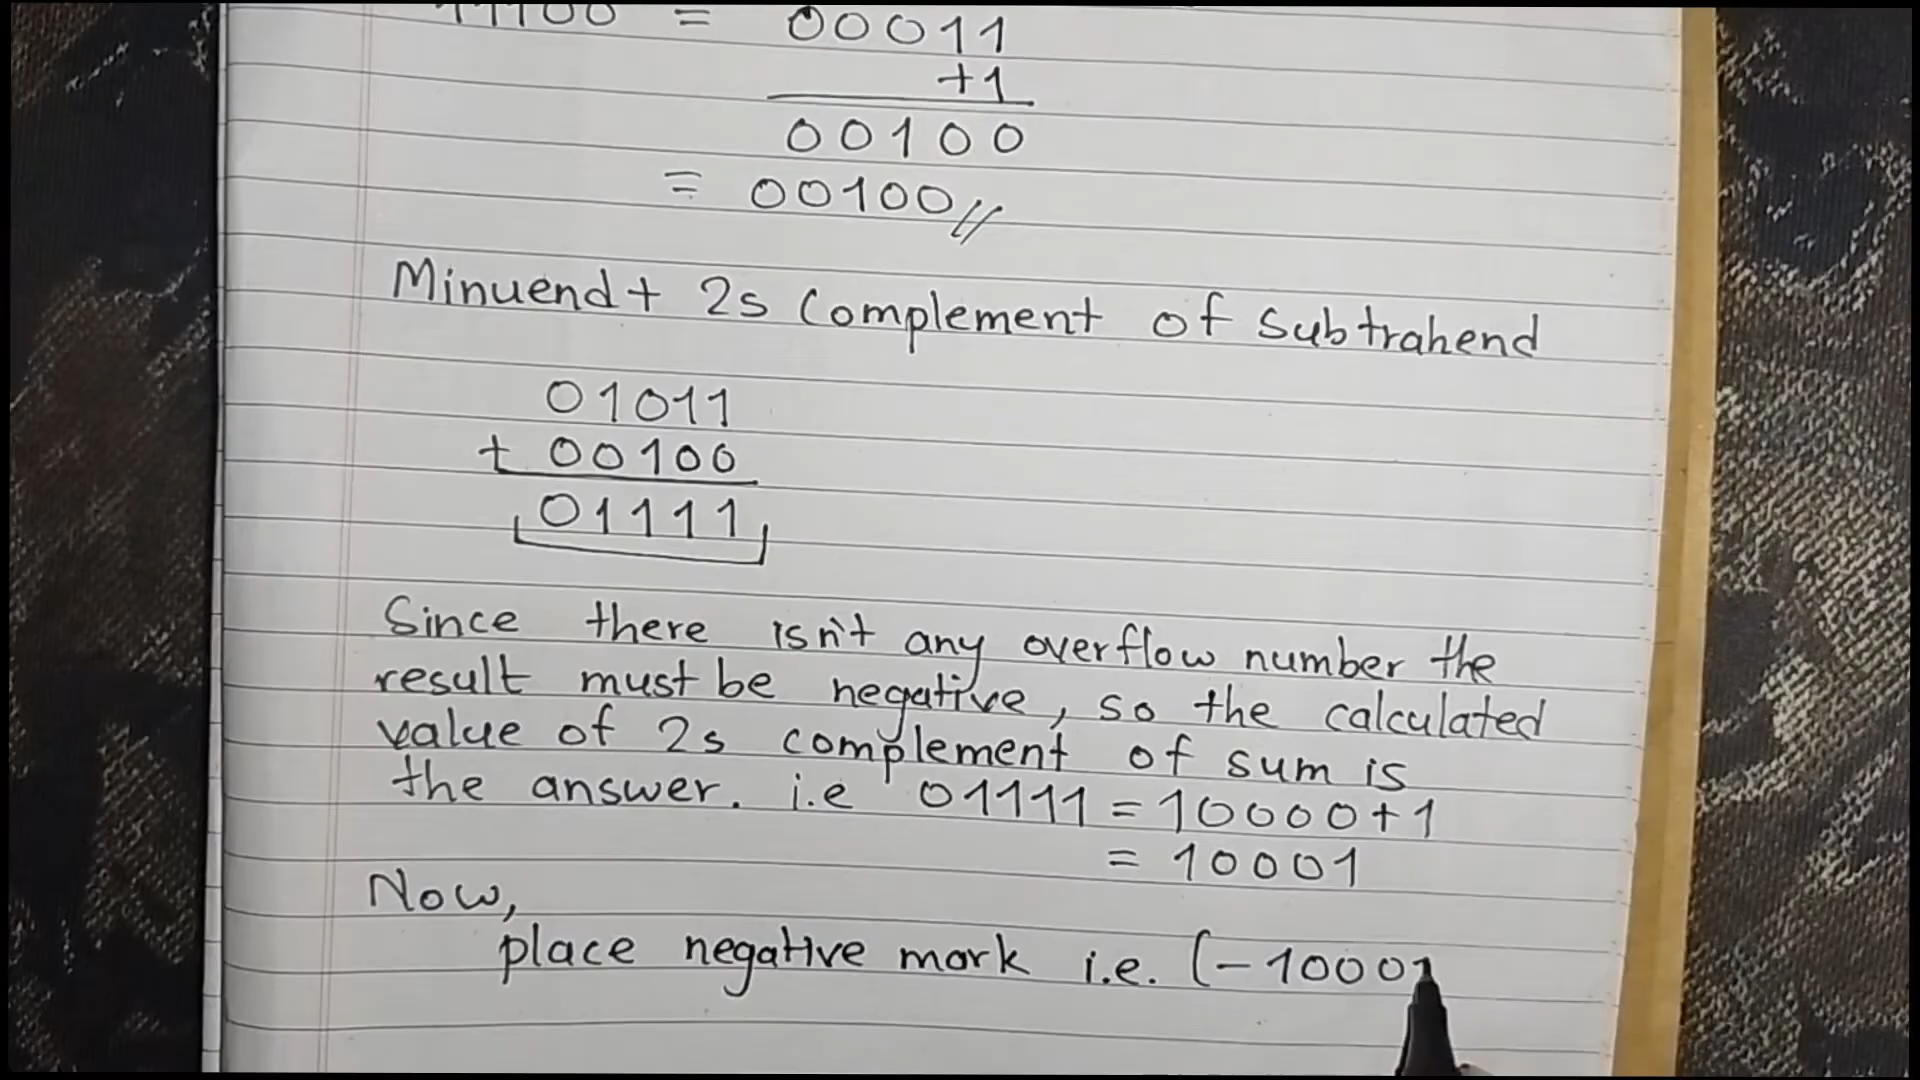 11100 = 00011
+1
00100
= 00100//
Minuend + 2s Complement of Subtrahend
01011
+ 00100
01111
Since there isn't any overflow number the
result must be negative, so the calculated
value of 2s complement of sum is
the answer. i.e 01111 = 10000+1
= 10001
Now,
place negative mark i.e. (-10001